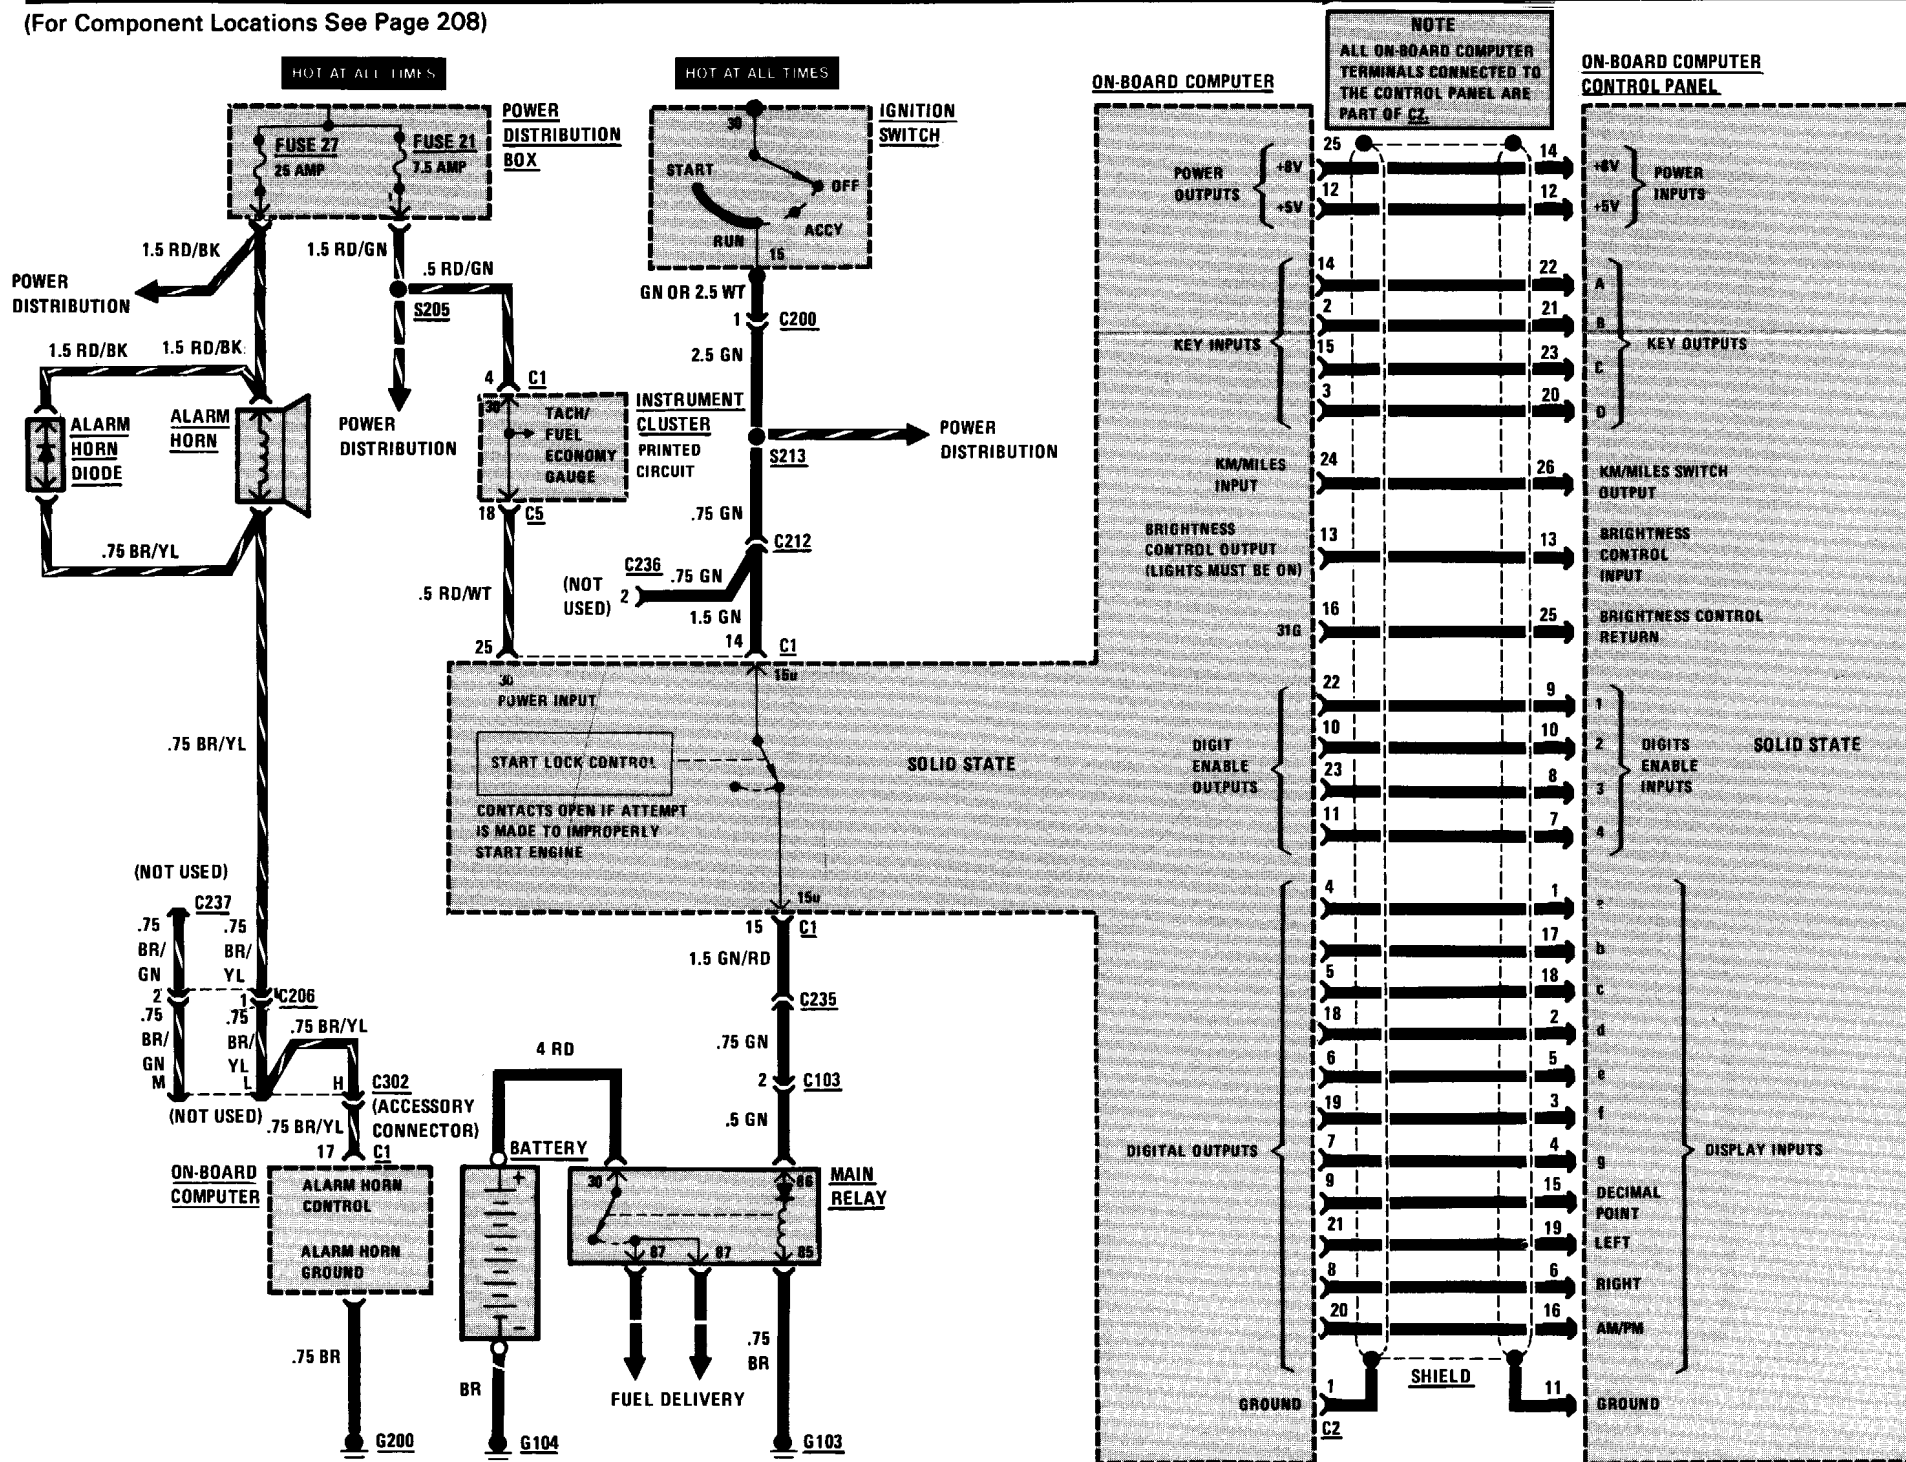 (For Component Locations See Page 208)
HOT AT ALL TIMES
HOT AT ALL TIMES
POWER
DISTRIBUTION
BOX
FUSE 27
25 AMP
FUSE 21
7.5 AMP
IGNITION
SWITCH
30
START
OFF
ACCY
RUN
15
1.5 RD/BK
1.5 RD/GN
.5 RD/GN
POWER
DISTRIBUTION
S205
GN OR 2.5 WT
1
C200
2.5 GN
1.5 RD/BK
1.5 RD/BK
4
C1
30
TACH/
FUEL
ECONOMY
GAUGE
INSTRUMENT
CLUSTER
PRINTED
CIRCUIT
ALARM
HORN
DIODE
ALARM
HORN
POWER
DISTRIBUTION
S213
POWER
DISTRIBUTION
18
C5
.75 GN
C212
.75 BR/YL
C236
.75 GN
(NOT
USED)
2
.5 RD/WT
1.5 GN
25
14
C1
30
POWER INPUT
15u
START LOCK CONTROL
SOLID STATE
CONTACTS OPEN IF ATTEMPT
IS MADE TO IMPROPERLY
START ENGINE
15u
.75 BR/YL
15
C1
1.5 GN/RD
C235
.75 GN
2
C103
.5 GN
(NOT USED)
C237
.75
BR/
GN
.75
BR/
YL
2
1
C206
.75
BR/
GN
M
.75
BR/
YL
L
.75 BR/YL
H
C302
(ACCESSORY
CONNECTOR)
(NOT USED)
.75 BR/YL
17
C1
ON-BOARD
COMPUTER
ALARM HORN
CONTROL
ALARM HORN
GROUND
.75 BR
G200
4 RD
BATTERY
+
−
BR
G104
MAIN
RELAY
30
86
87
87
85
FUEL DELIVERY
.75
BR
G103
ON-BOARD COMPUTER
NOTE
ALL ON-BOARD COMPUTER
TERMINALS CONNECTED TO
THE CONTROL PANEL ARE
PART OF C2.
ON-BOARD COMPUTER
CONTROL PANEL
POWER
OUTPUTS
+8V
25
14
+8V
+5V
12
12
+5V
POWER
INPUTS
KEY INPUTS
14
22
A
2
21
B
15
23
C
3
20
D
KEY OUTPUTS
KM/MILES
INPUT
24
26
KM/MILES SWITCH
OUTPUT
BRIGHTNESS
CONTROL OUTPUT
(LIGHTS MUST BE ON)
13
13
BRIGHTNESS
CONTROL
INPUT
31G
16
25
BRIGHTNESS CONTROL
RETURN
DIGIT
ENABLE
OUTPUTS
22
9
1
10
10
2
23
8
3
11
7
4
DIGITS
ENABLE
INPUTS
SOLID STATE
DIGITAL OUTPUTS
4
1
17
b
5
18
c
18
2
d
6
5
e
19
3
f
7
4
g
9
15
DECIMAL
POINT
21
19
LEFT
8
6
RIGHT
20
16
AM/PM
DISPLAY INPUTS
SHIELD
GROUND
1
C2
11
GROUND